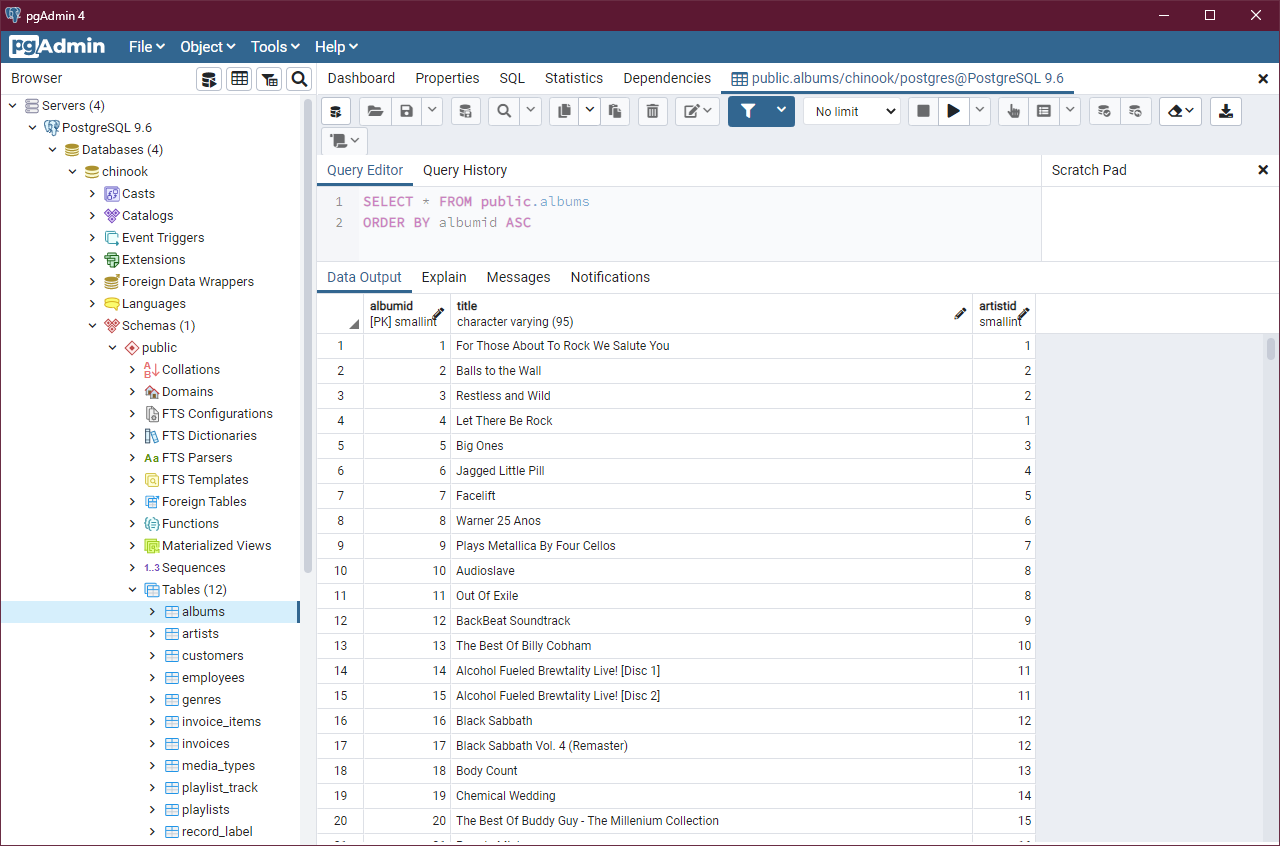 pgAdmin 4
pgAdmin File Object Tools Help
Browser
Dashboard Properties SQL Statistics Dependencies public.albums/chinook/postgres@PostgreSQL 9.6
No limit
Servers (4)
PostgreSQL 9.6
Databases (4)
chinook
Casts
Catalogs
Event Triggers
Extensions
Foreign Data Wrappers
Languages
Schemas (1)
public
Collations
Domains
FTS Configurations
FTS Dictionaries
Aa FTS Parsers
FTS Templates
Foreign Tables
Functions
Materialized Views
1..3 Sequences
Tables (12)
albums
artists
customers
employees
genres
invoice_items
invoices
media_types
playlist_track
playlists
record_label
Query Editor Query History
Scratch Pad
1 SELECT * FROM public.albums
2 ORDER BY albumid ASC
Data Output Explain Messages Notifications
albumid title artistid
[PK] smallint character varying (95) smallint
1 1 For Those About To Rock We Salute You 1
2 2 Balls to the Wall 2
3 3 Restless and Wild 2
4 4 Let There Be Rock 1
5 5 Big Ones 3
6 6 Jagged Little Pill 4
7 7 Facelift 5
8 8 Warner 25 Anos 6
9 9 Plays Metallica By Four Cellos 7
10 10 Audioslave 8
11 11 Out Of Exile 8
12 12 BackBeat Soundtrack 9
13 13 The Best Of Billy Cobham 10
14 14 Alcohol Fueled Brewtality Live! [Disc 1] 11
15 15 Alcohol Fueled Brewtality Live! [Disc 2] 11
16 16 Black Sabbath 12
17 17 Black Sabbath Vol. 4 (Remaster) 12
18 18 Body Count 13
19 19 Chemical Wedding 14
20 20 The Best Of Buddy Guy - The Millenium Collection 15